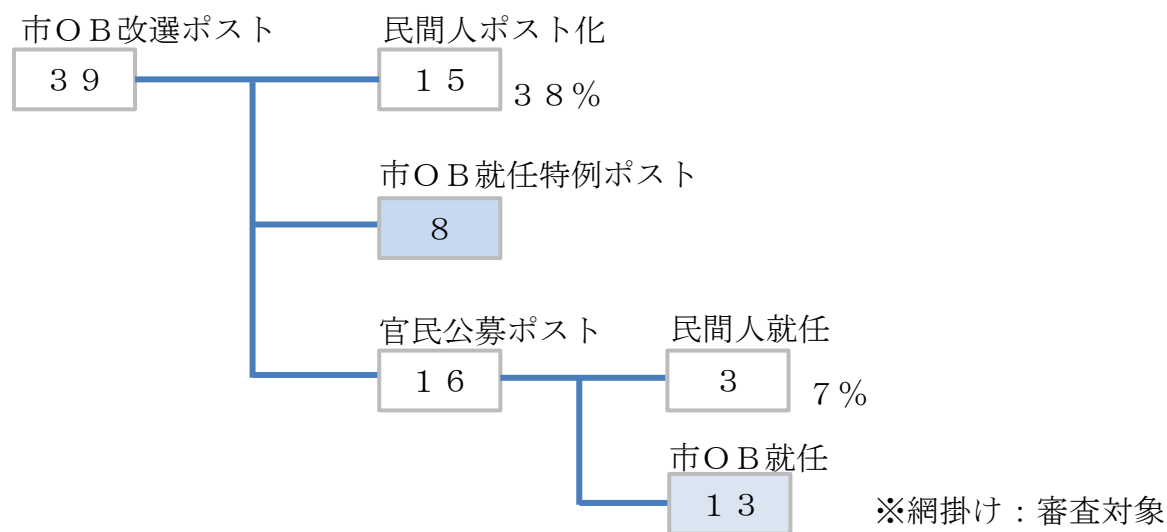 市ＯＢ改選ポスト
３９
民間人ポスト化
１５
３８％
市ＯＢ就任特例ポスト
８
官民公募ポスト
１６
民間人就任
３
７％
市ＯＢ就任
１３
※網掛け：審査対象